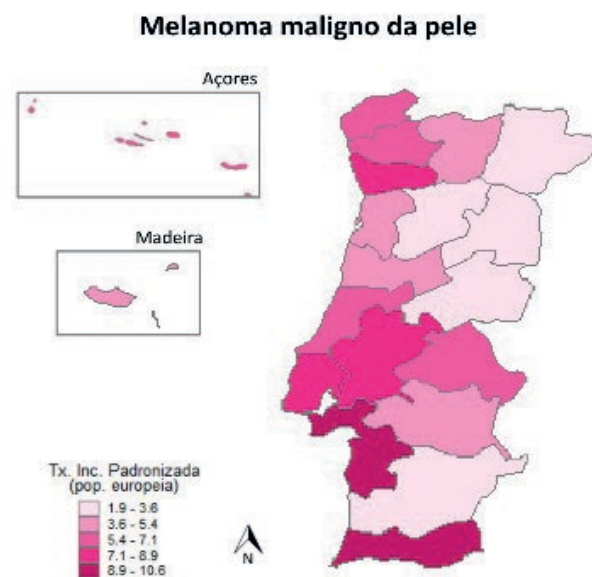 Melanoma maligno da pele
Açores
Madeira
Tx. Inc. Padronizada
(pop. europeia)
1.9 - 3.6
3.6 - 5.4
5.4 - 7.1
7.1 - 8.9
8.9 - 10.6
N